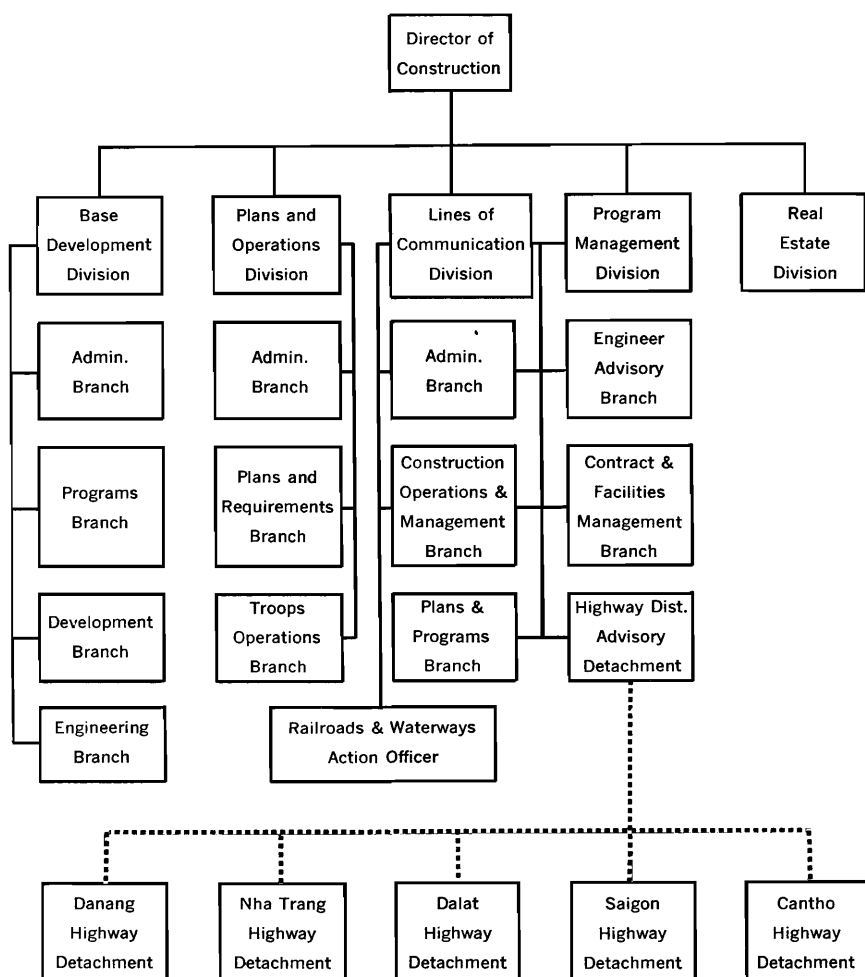 Director of
Construction
Base
Development
Division
Plans and
Operations
Division
Lines of
Communication
Division
Program
Management
Division
Real
Estate
Division
Admin.
Branch
Admin.
Branch
Admin.
Branch
Engineer
Advisory
Branch
Programs
Branch
Plans and
Requirements
Branch
Construction
Operations &
Management
Branch
Contract &
Facilities
Management
Branch
Development
Branch
Troops
Operations
Branch
Plans &
Programs
Branch
Highway Dist.
Advisory
Detachment
Engineering
Branch
Railroads & Waterways
Action Officer
Danang
Highway
Detachment
Nha Trang
Highway
Detachment
Dalat
Highway
Detachment
Saigon
Highway
Detachment
Cantho
Highway
Detachment